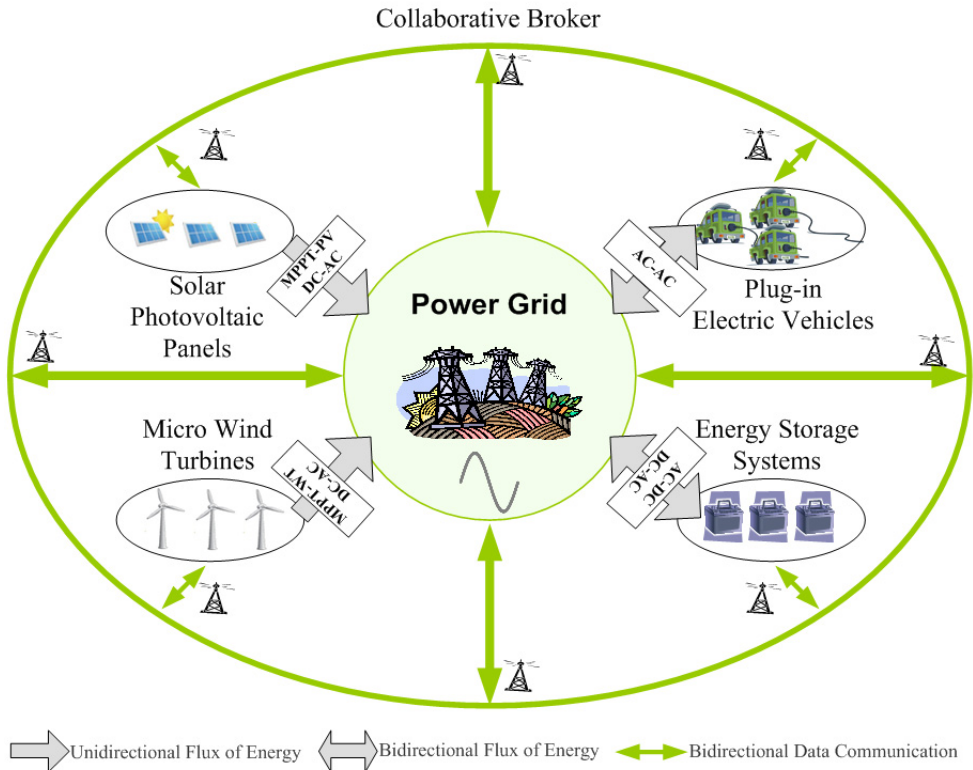 Collaborative Broker
MPPT-PV
DC-AC
AC-AC
Solar
Photovoltaic
Panels
Power Grid
Plug-in
Electric Vehicles
Micro Wind
Turbines
MPPT-WT
DC-AC
AC-DC
DC-AC
Energy Storage
Systems
Unidirectional Flux of Energy
Bidirectional Flux of Energy
Bidirectional Data Communication